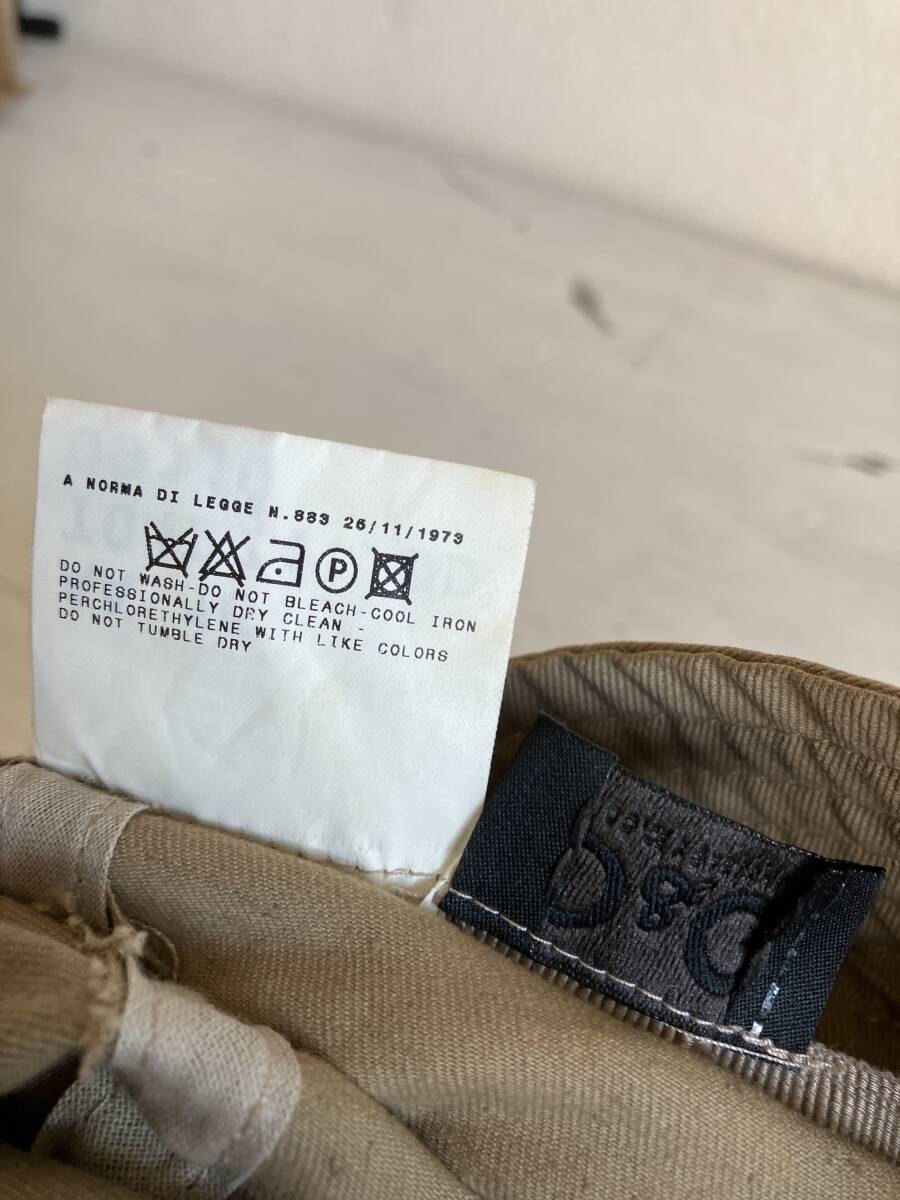 A NORMA DI LEGGE N.883 26/11/1973
P
DO NOT WASH-DO NOT BLEACH-COOL IRON
PROFESSIONALLY DRY CLEAN -
PERCHLORETHYLENE WITH LIKE COLORS
DO NOT TUMBLE DRY
D&G